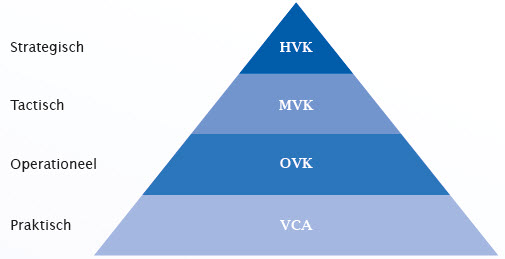 Strategisch HVK
Tactisch MVK
Operationeel OVK
Praktisch VCA